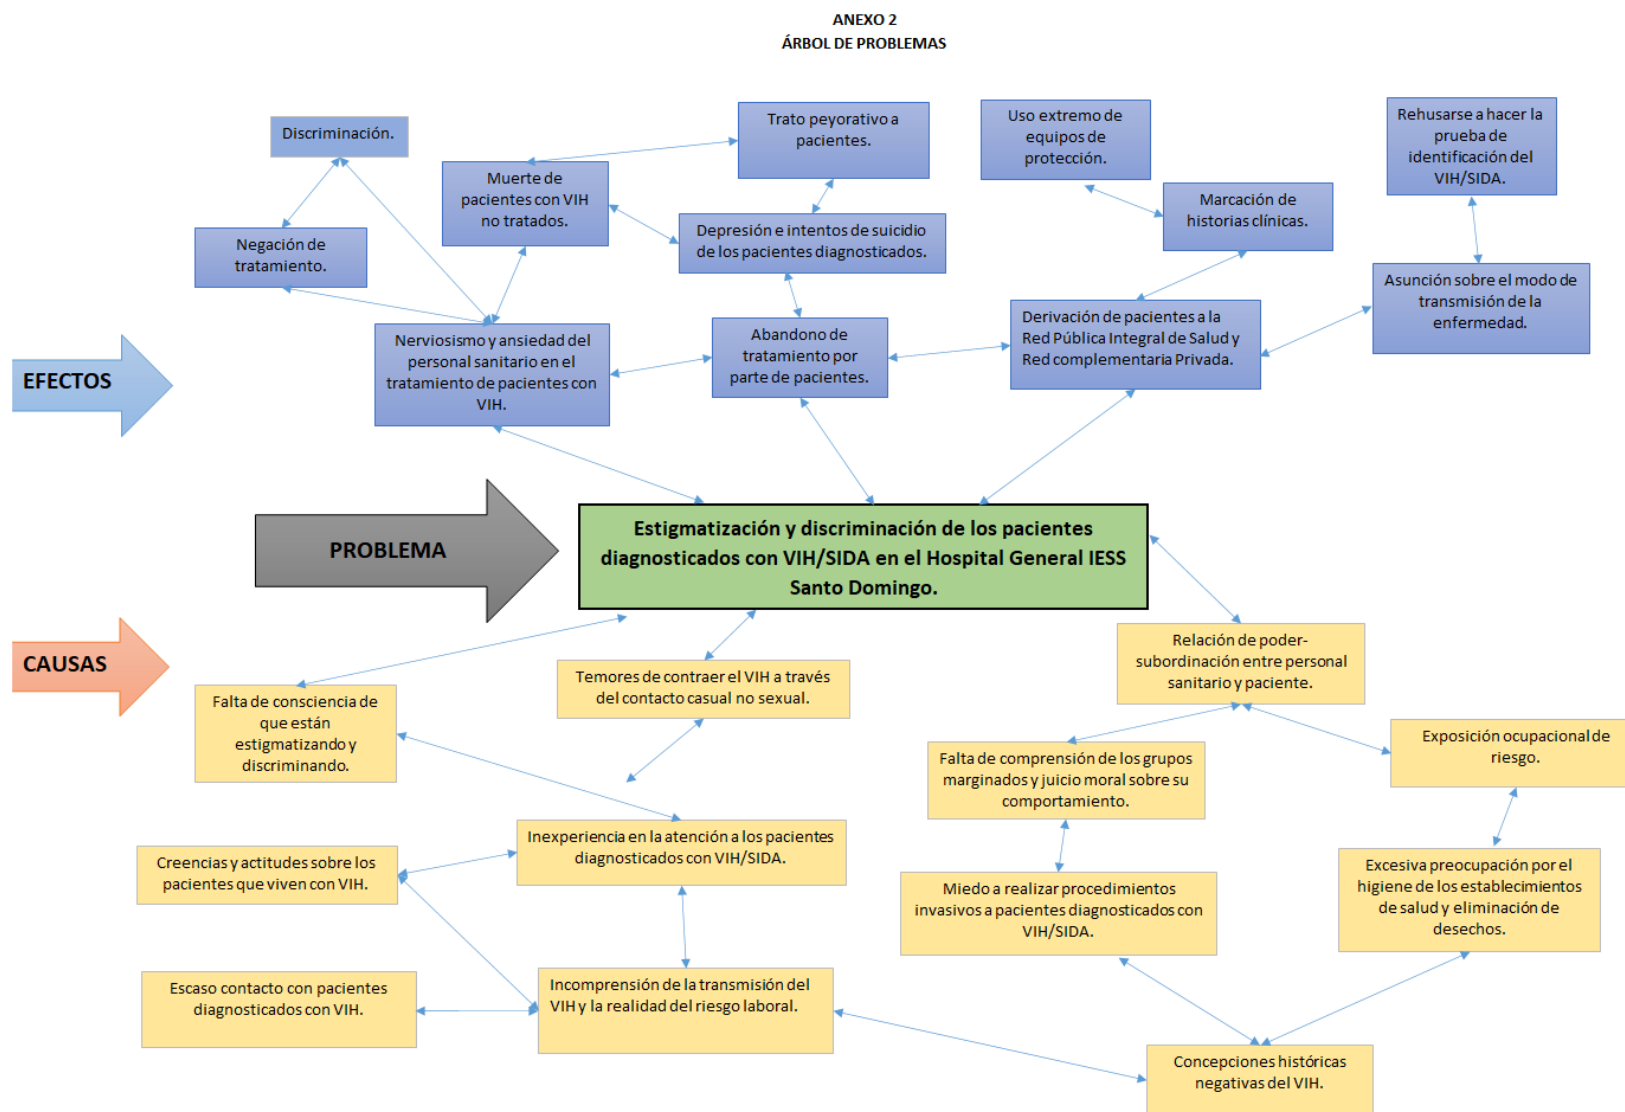 ANEXO 2
ÁRBOL DE PROBLEMAS
Discriminación.
Trato peyorativo a
pacientes.
Uso extremo de
equipos de
protección.
Rehusarse a hacer la
prueba de
identificación del
VIH/SIDA.
Muerte de
pacientes con VIH
no tratados.
Marcación de
historias clínicas.
Negación de
tratamiento.
Depresión e intentos de suicidio
de los pacientes diagnosticados.
Asunción sobre el modo de
transmisión de la
enfermedad.
Nerviosismo y ansiedad del
personal sanitario en el
tratamiento de pacientes con
VIH.
Abandono de
tratamiento por
parte de pacientes.
Derivación de pacientes a la
Red Pública Integral de Salud y
Red complementaria Privada.
EFECTOS
PROBLEMA
Estigmatización y discriminación de los pacientes
diagnosticados con VIH/SIDA en el Hospital General IESS
Santo Domingo.
CAUSAS
Falta de consciencia de
que están
estigmatizando y
discriminando.
Temores de contraer el VIH a través
del contacto casual no sexual.
Relación de poder-
subordinación entre personal
sanitario y paciente.
Falta de comprensión de los grupos
marginados y juicio moral sobre su
comportamiento.
Exposición ocupacional de
riesgo.
Inexperiencia en la atención a los pacientes
diagnosticados con VIH/SIDA.
Creencias y actitudes sobre los
pacientes que viven con VIH.
Miedo a realizar procedimientos
invasivos a pacientes diagnosticados con
VIH/SIDA.
Excesiva preocupación por el
higiene de los establecimientos
de salud y eliminación de
desechos.
Escaso contacto con pacientes
diagnosticados con VIH.
Incomprensión de la transmisión del
VIH y la realidad del riesgo laboral.
Concepciones históricas
negativas del VIH.